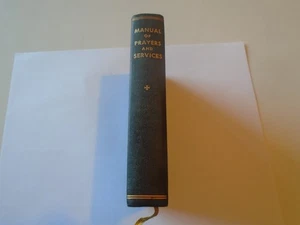 MANUAL
OF
PRAYERS
AND
SERVICES